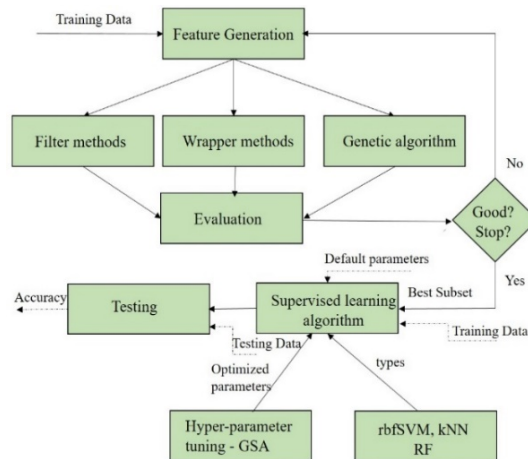 Training Data
Feature Generation
Filter methods
Wrapper methods
Genetic algorithm
No
Evaluation
Good?
Stop?
Default parameters
Yes
Accuracy
Testing
Supervised learning
algorithm
Best Subset
Testing Data
Training Data
Optimized
parameters
types
Hyper-parameter
tuning - GSA
rbfSVM, kNN
RF